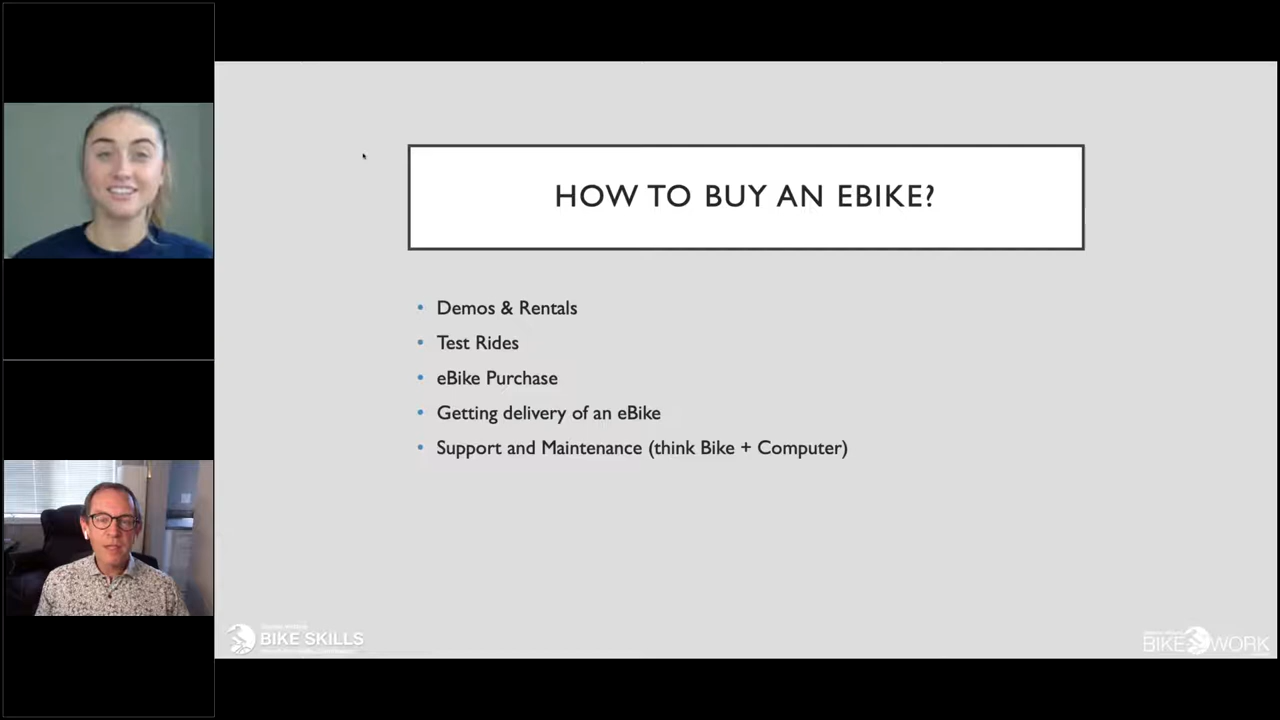 HOW TO BUY AN EBIKE?
Demos & Rentals
Test Rides
eBike Purchase
Getting delivery of an eBike
Support and Maintenance (think Bike + Computer)
BIKE SKILLS
BIKE WORK